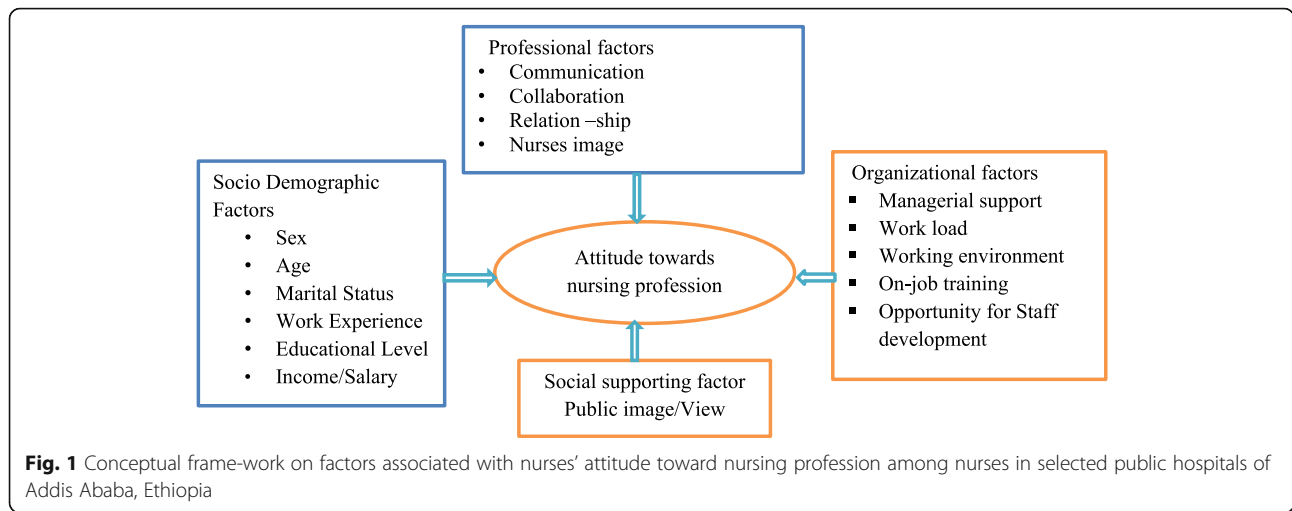 Professional factors
• Communication
• Collaboration
• Relation –ship
• Nurses image
Socio Demographic
Factors
• Sex
• Age
• Marital Status
• Work Experience
• Educational Level
• Income/Salary
Attitude towards
nursing profession
Organizational factors
▪ Managerial support
▪ Work load
▪ Working environment
▪ On-job training
▪ Opportunity for Staff
development
Social supporting factor
Public image/View
Fig. 1 Conceptual frame-work on factors associated with nurses’ attitude toward nursing profession among nurses in selected public hospitals of
Addis Ababa, Ethiopia